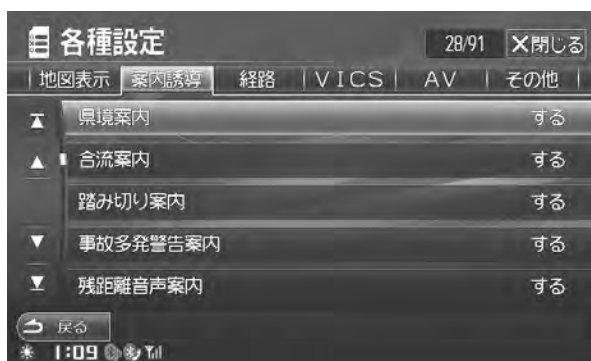 各種設定 28/91 ×閉じる
地図表示 案内誘導 経路 VICS AV その他
県境案内 する
合流案内 する
踏み切り案内 する
事故多発警告案内 する
残距離音声案内 する
戻る
1:09